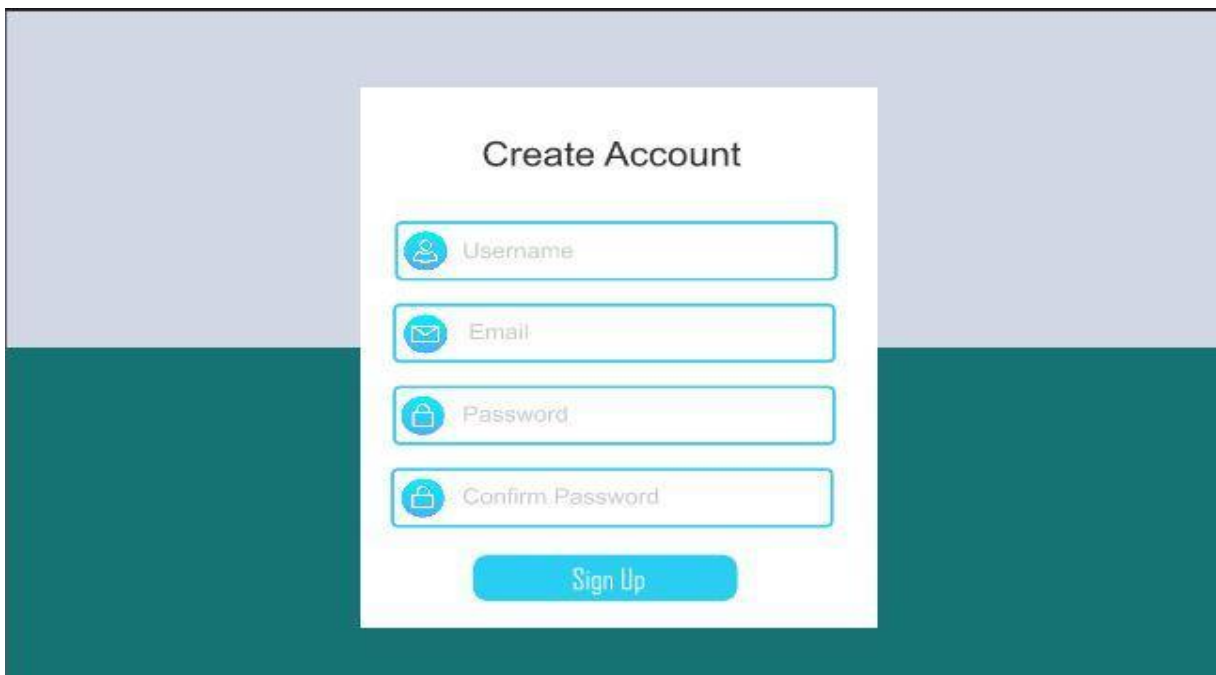 Create Account
Username
Email
Password
Confirm Password
Sign Up